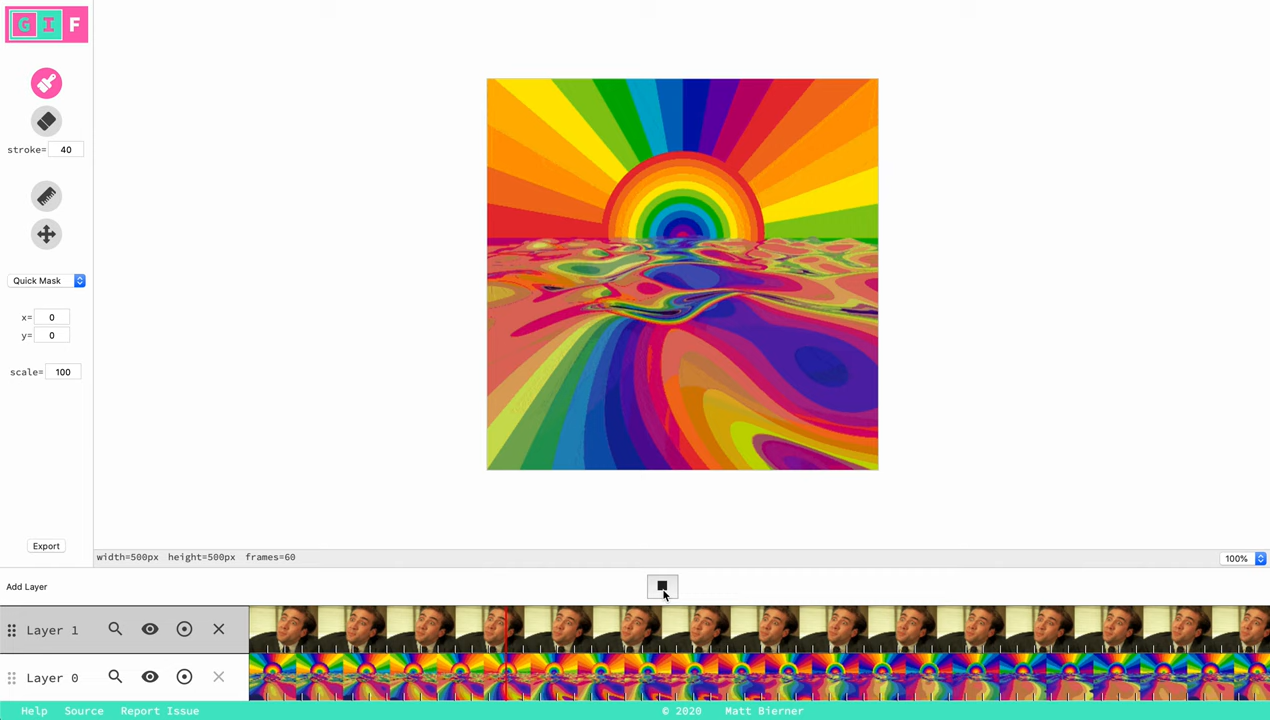 GIF
stroke= 40
Quick Mask
x= 0
y= 0
scale= 100
Export
width=500px height=500px frames=60
100%
Add Layer
Layer 1
Layer 0
Help Source Report Issue © 2020 Matt Bierner